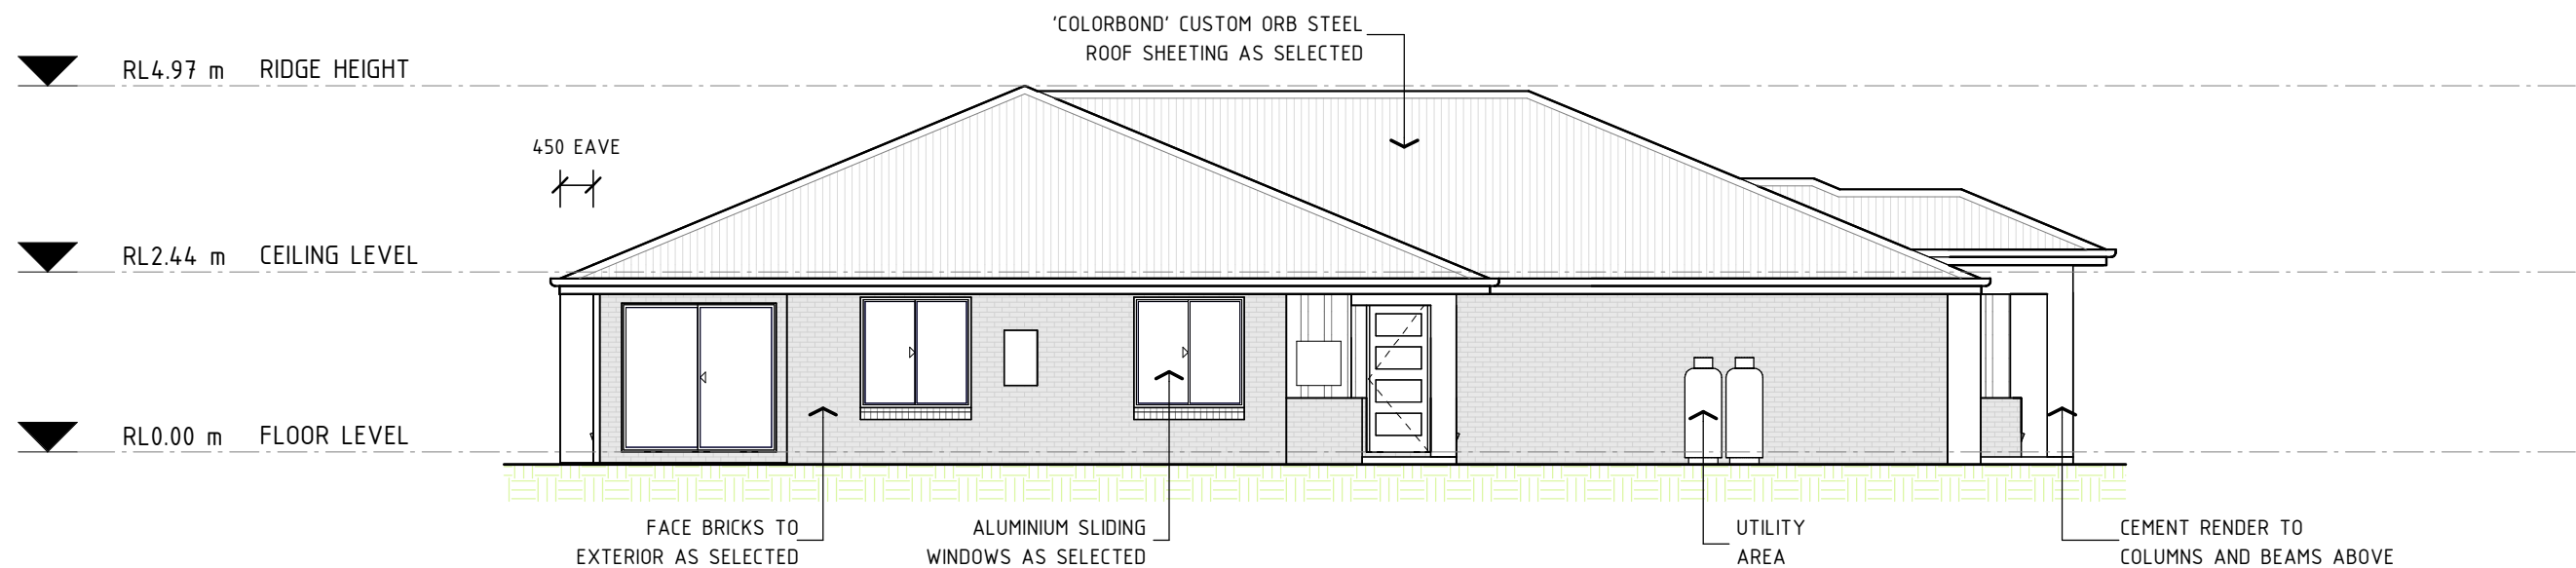 'COLORBOND' CUSTOM ORB STEEL
ROOF SHEETING AS SELECTED
RL4.97 m RIDGE HEIGHT
450 EAVE
RL2.44 m CEILING LEVEL
RL0.00 m FLOOR LEVEL
FACE BRICKS TO
EXTERIOR AS SELECTED
ALUMINIUM SLIDING
WINDOWS AS SELECTED
UTILITY
AREA
CEMENT RENDER TO
COLUMNS AND BEAMS ABOVE